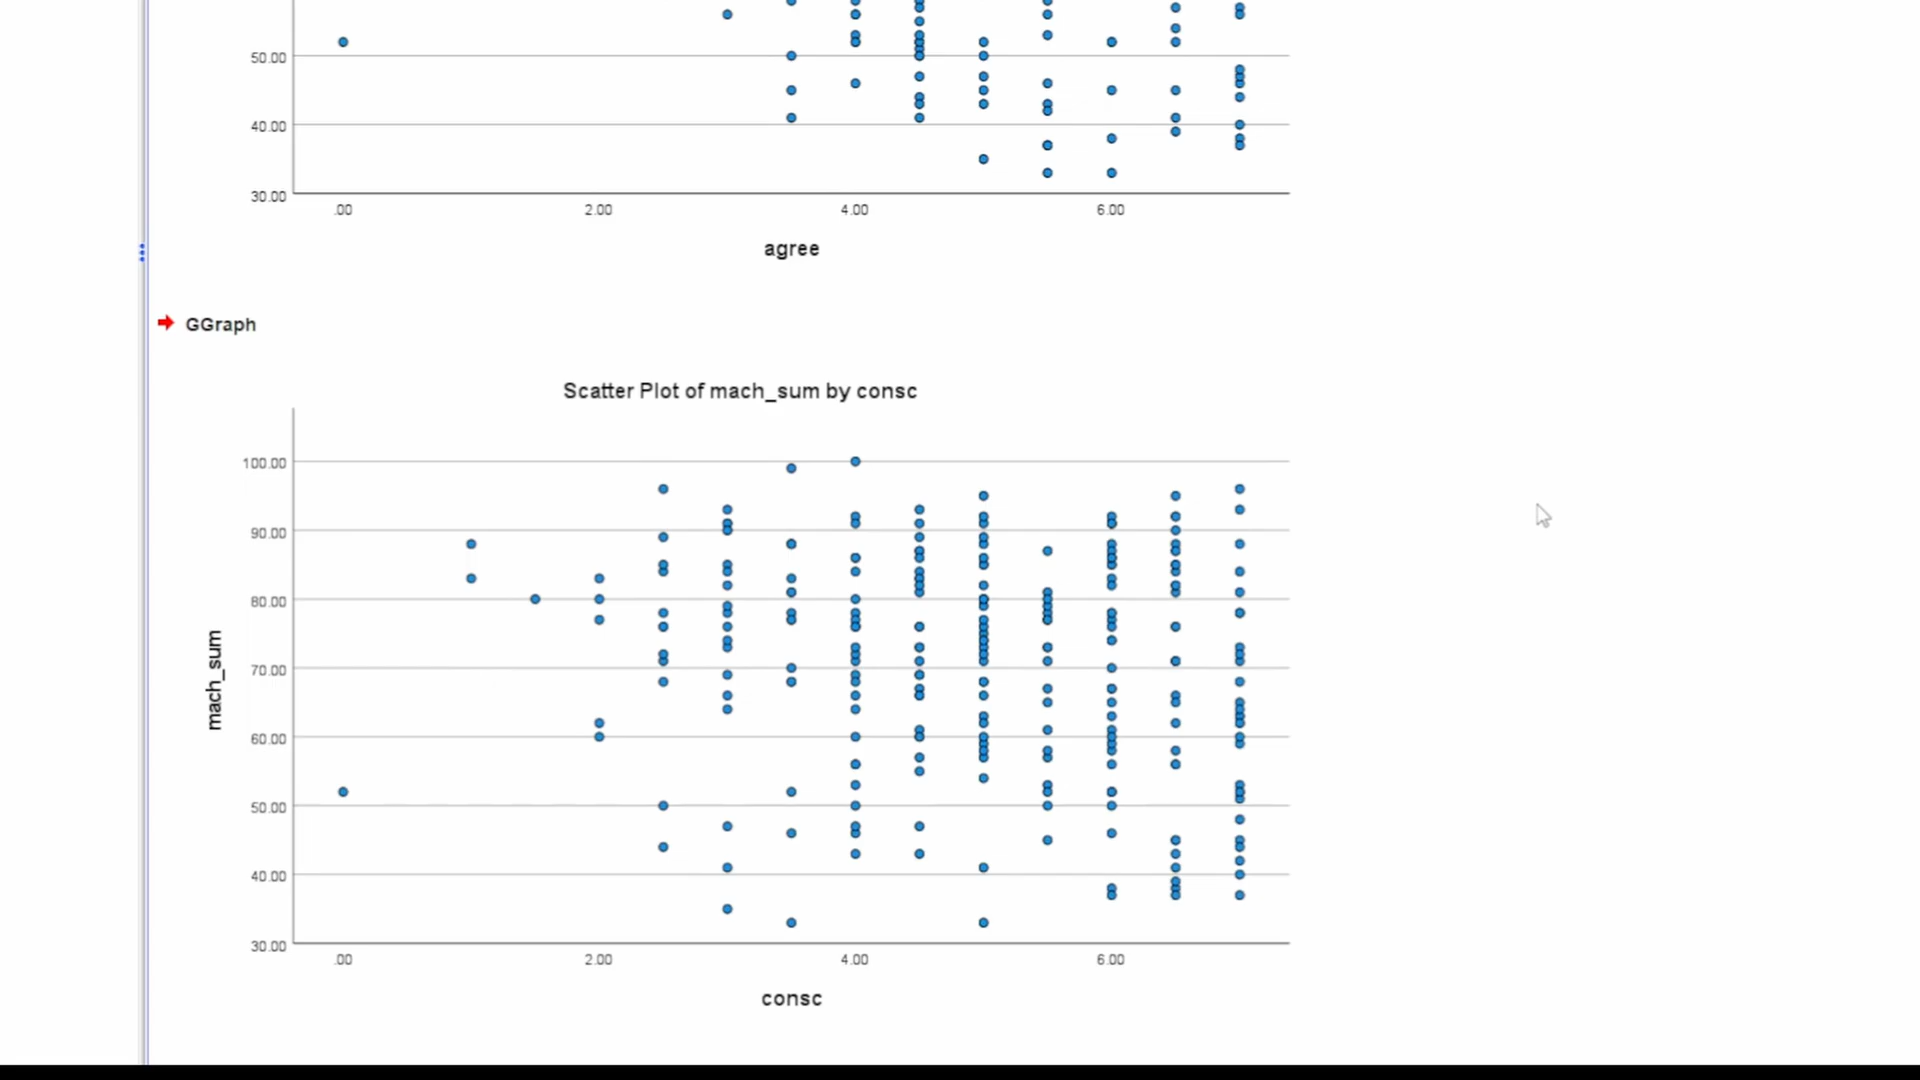 50.00
40.00
30.00
.00 2.00 4.00 6.00
agree
GGraph
Scatter Plot of mach_sum by consc
100.00
90.00
80.00
70.00
60.00
50.00
40.00
30.00
mach_sum
.00 2.00 4.00 6.00
consc